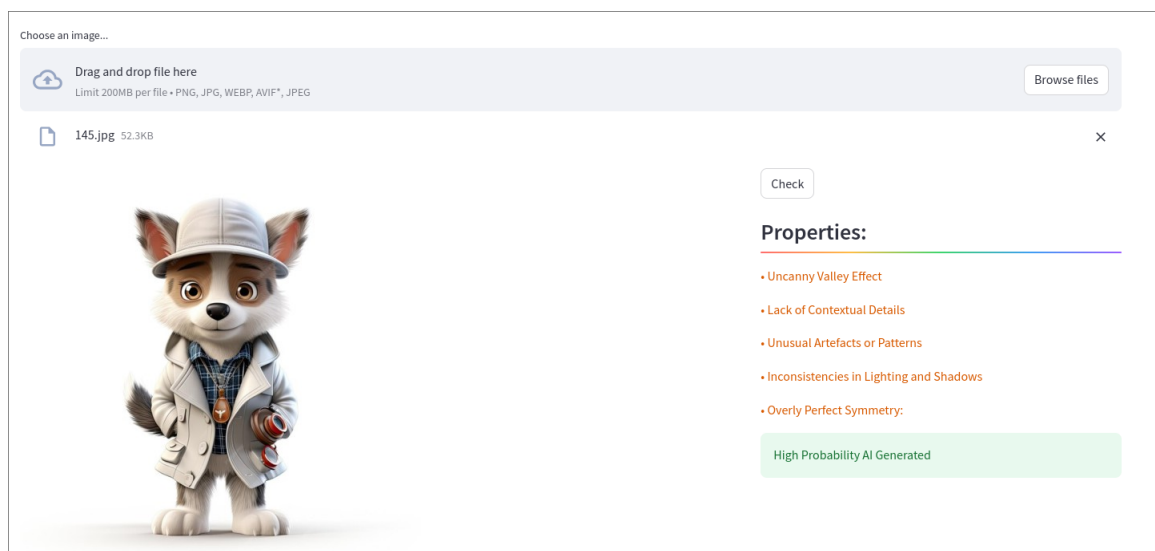 Choose an image...
Drag and drop file here
Limit 200MB per file • PNG, JPG, WEBP, AVIF*, JPEG
Browse files
145.jpg 52.3KB
Check
Properties:
• Uncanny Valley Effect
• Lack of Contextual Details
• Unusual Artefacts or Patterns
• Inconsistencies in Lighting and Shadows
• Overly Perfect Symmetry:
High Probability AI Generated